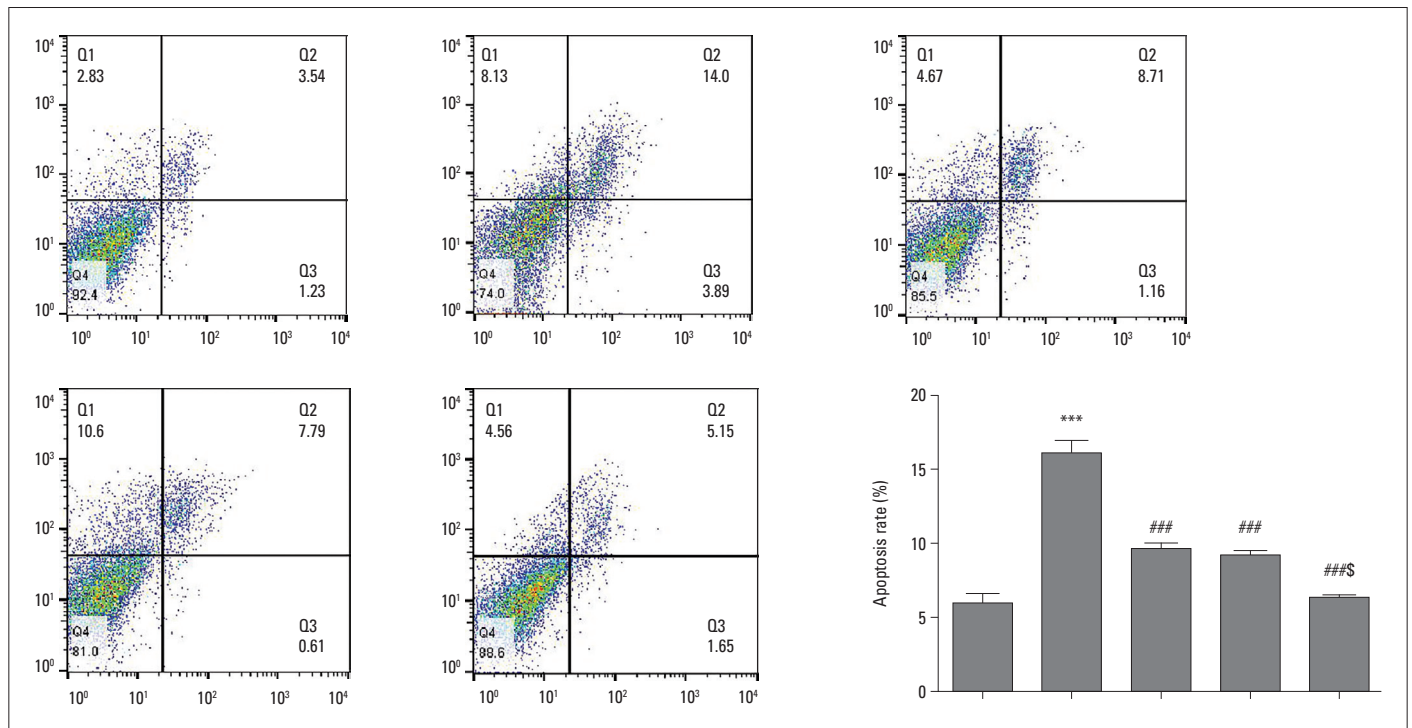 10⁴
10³
10²
10¹
10⁰
Q1
2.83
Q2
3.54
Q4
92.4
Q3
1.23
10⁰ 10¹ 10² 10³ 10⁴
10⁴
10³
10²
10¹
10⁰
Q1
8.13
Q2
14.0
Q4
74.0
Q3
3.89
10⁰ 10¹ 10² 10³ 10⁴
10⁴
10³
10²
10¹
10⁰
Q1
4.67
Q2
8.71
Q4
85.5
Q3
1.16
10⁰ 10¹ 10² 10³ 10⁴
10⁴
10³
10²
10¹
10⁰
Q1
10.6
Q2
7.79
Q4
81.0
Q3
0.61
10⁰ 10¹ 10² 10³ 10⁴
10⁴
10³
10²
10¹
10⁰
Q1
4.56
Q2
5.15
Q4
88.6
Q3
1.65
10⁰ 10¹ 10² 10³ 10⁴
Apoptosis rate (%)
20
15
10
5
0
***
###
###
###$